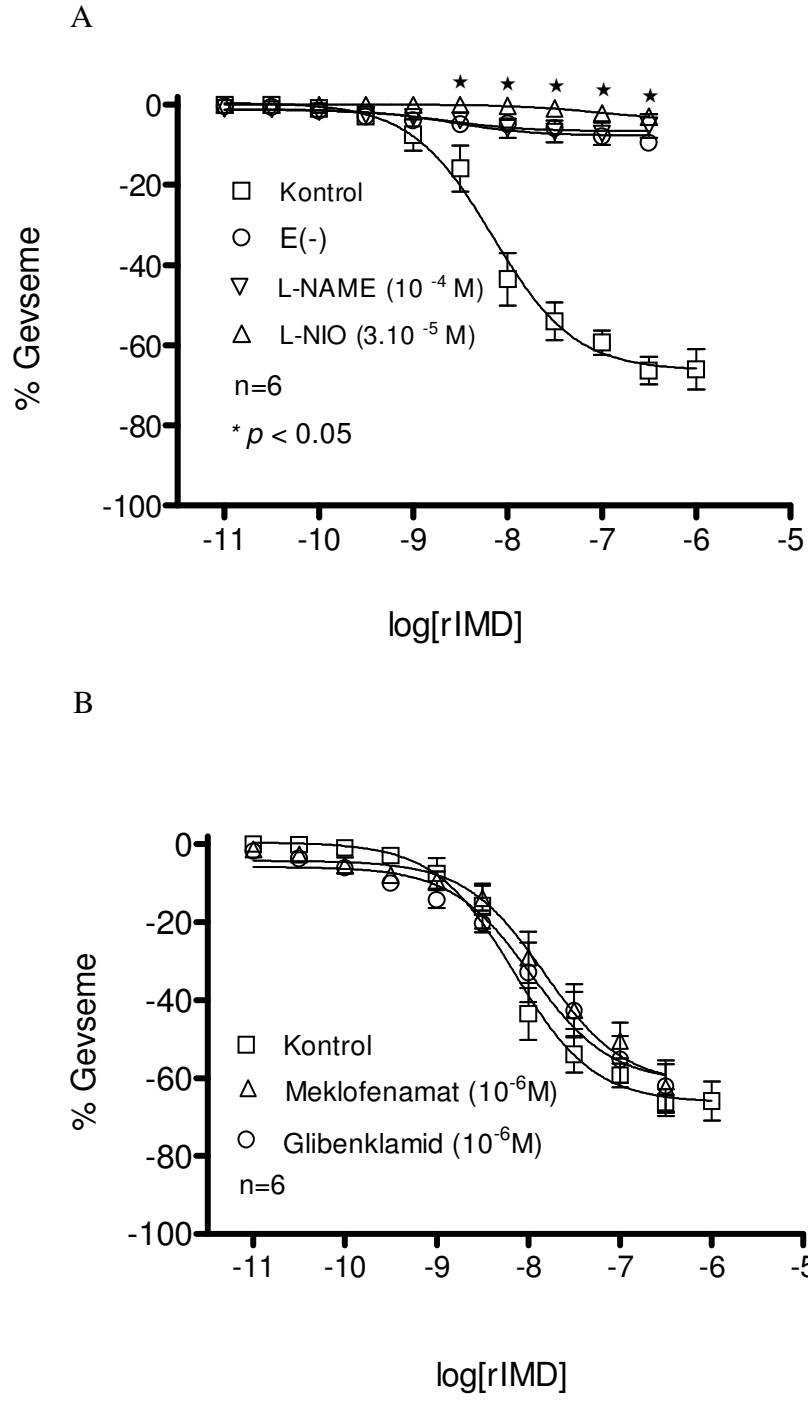 A
0
-20
-40
-60
-80
-100
% Gevseme
Kontrol
E(-)
L-NAME (10 -4 M)
L-NIO (3.10 -5 M)
n=6
* p < 0.05
-11 -10 -9 -8 -7 -6 -5
log[rIMD]
B
0
-20
-40
-60
-80
-100
% Gevseme
Kontrol
Meklofenamat (10-6M)
Glibenklamid (10-6M)
n=6
-11 -10 -9 -8 -7 -6 -5
log[rIMD]